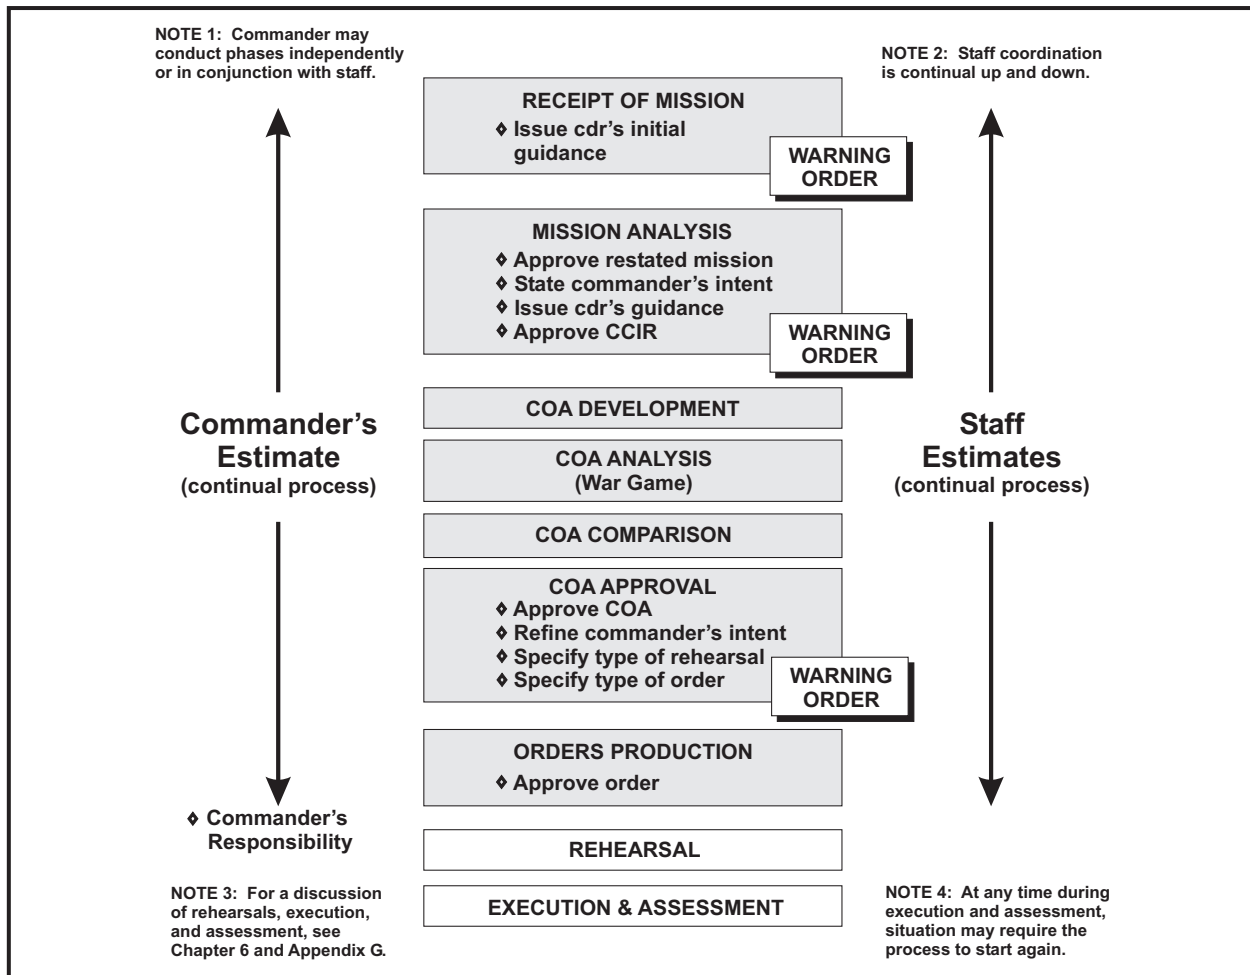 NOTE 1: Commander may
conduct phases independently
or in conjunction with staff.
NOTE 2: Staff coordination
is continual up and down.
RECEIPT OF MISSION
◊ Issue cdr's initial
guidance
WARNING
ORDER
MISSION ANALYSIS
◊ Approve restated mission
◊ State commander's intent
◊ Issue cdr's guidance
◊ Approve CCIR
WARNING
ORDER
Commander's
Estimate
(continual process)
COA DEVELOPMENT
COA ANALYSIS
(War Game)
COA COMPARISON
Staff
Estimates
(continual process)
COA APPROVAL
◊ Approve COA
◊ Refine commander's intent
◊ Specify type of rehearsal
◊ Specify type of order
WARNING
ORDER
ORDERS PRODUCTION
◊ Approve order
◊ Commander's
Responsibility
REHEARSAL
EXECUTION & ASSESSMENT
NOTE 3: For a discussion
of rehearsals, execution,
and assessment, see
Chapter 6 and Appendix G.
NOTE 4: At any time during
execution and assessment,
situation may require the
process to start again.